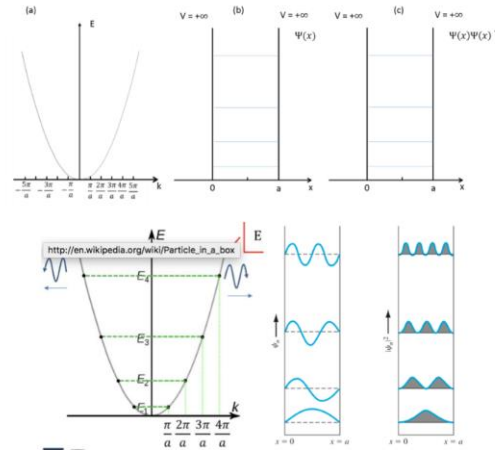 (a)
E
-5π/a -3π/a -π/a π/a 2π/a 3π/a 4π/a 5π/a k
(b)
V = +∞ V = +∞
Ψ(x)
0 a x
(c)
V = +∞ V = +∞
Ψ(x)Ψ(x)
0 a x
E
http://en.wikipedia.org/wiki/Particle_in_a_box
E
E₄
E₃
E₂
E₁
k
π/a 2π/a 3π/a 4π/a
ψₙ
x = 0 x = a
|ψₙ|²
x = 0 x = a